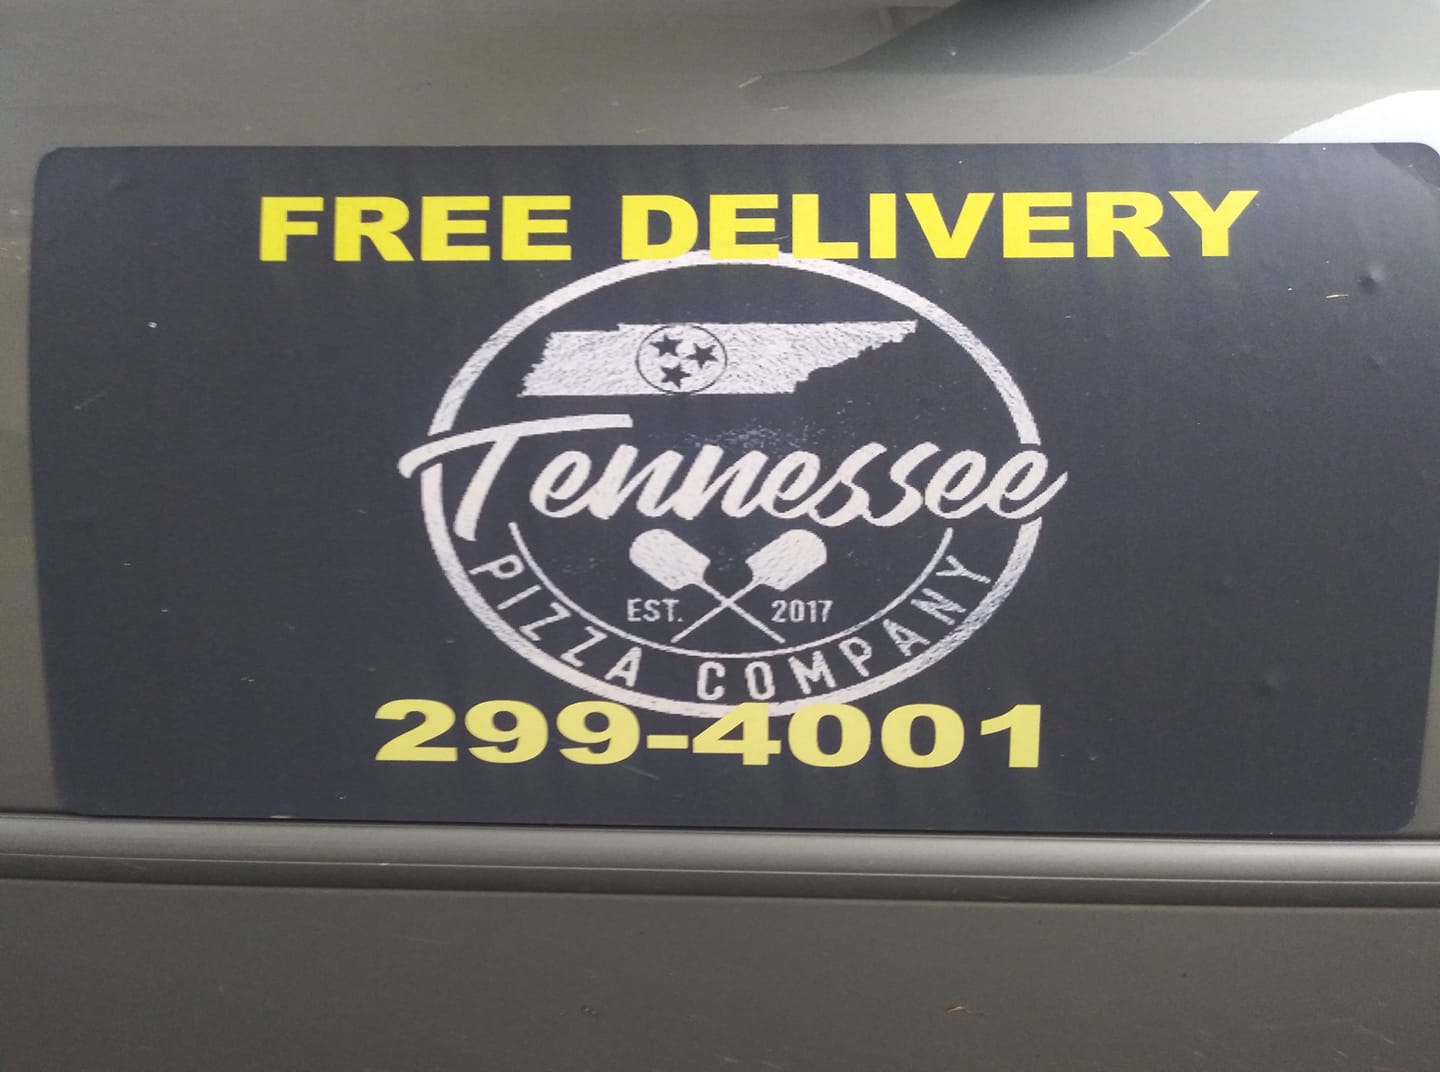 FREE DELIVERY
Tennessee
EST. 2017
PIZZA COMPANY
299-4001